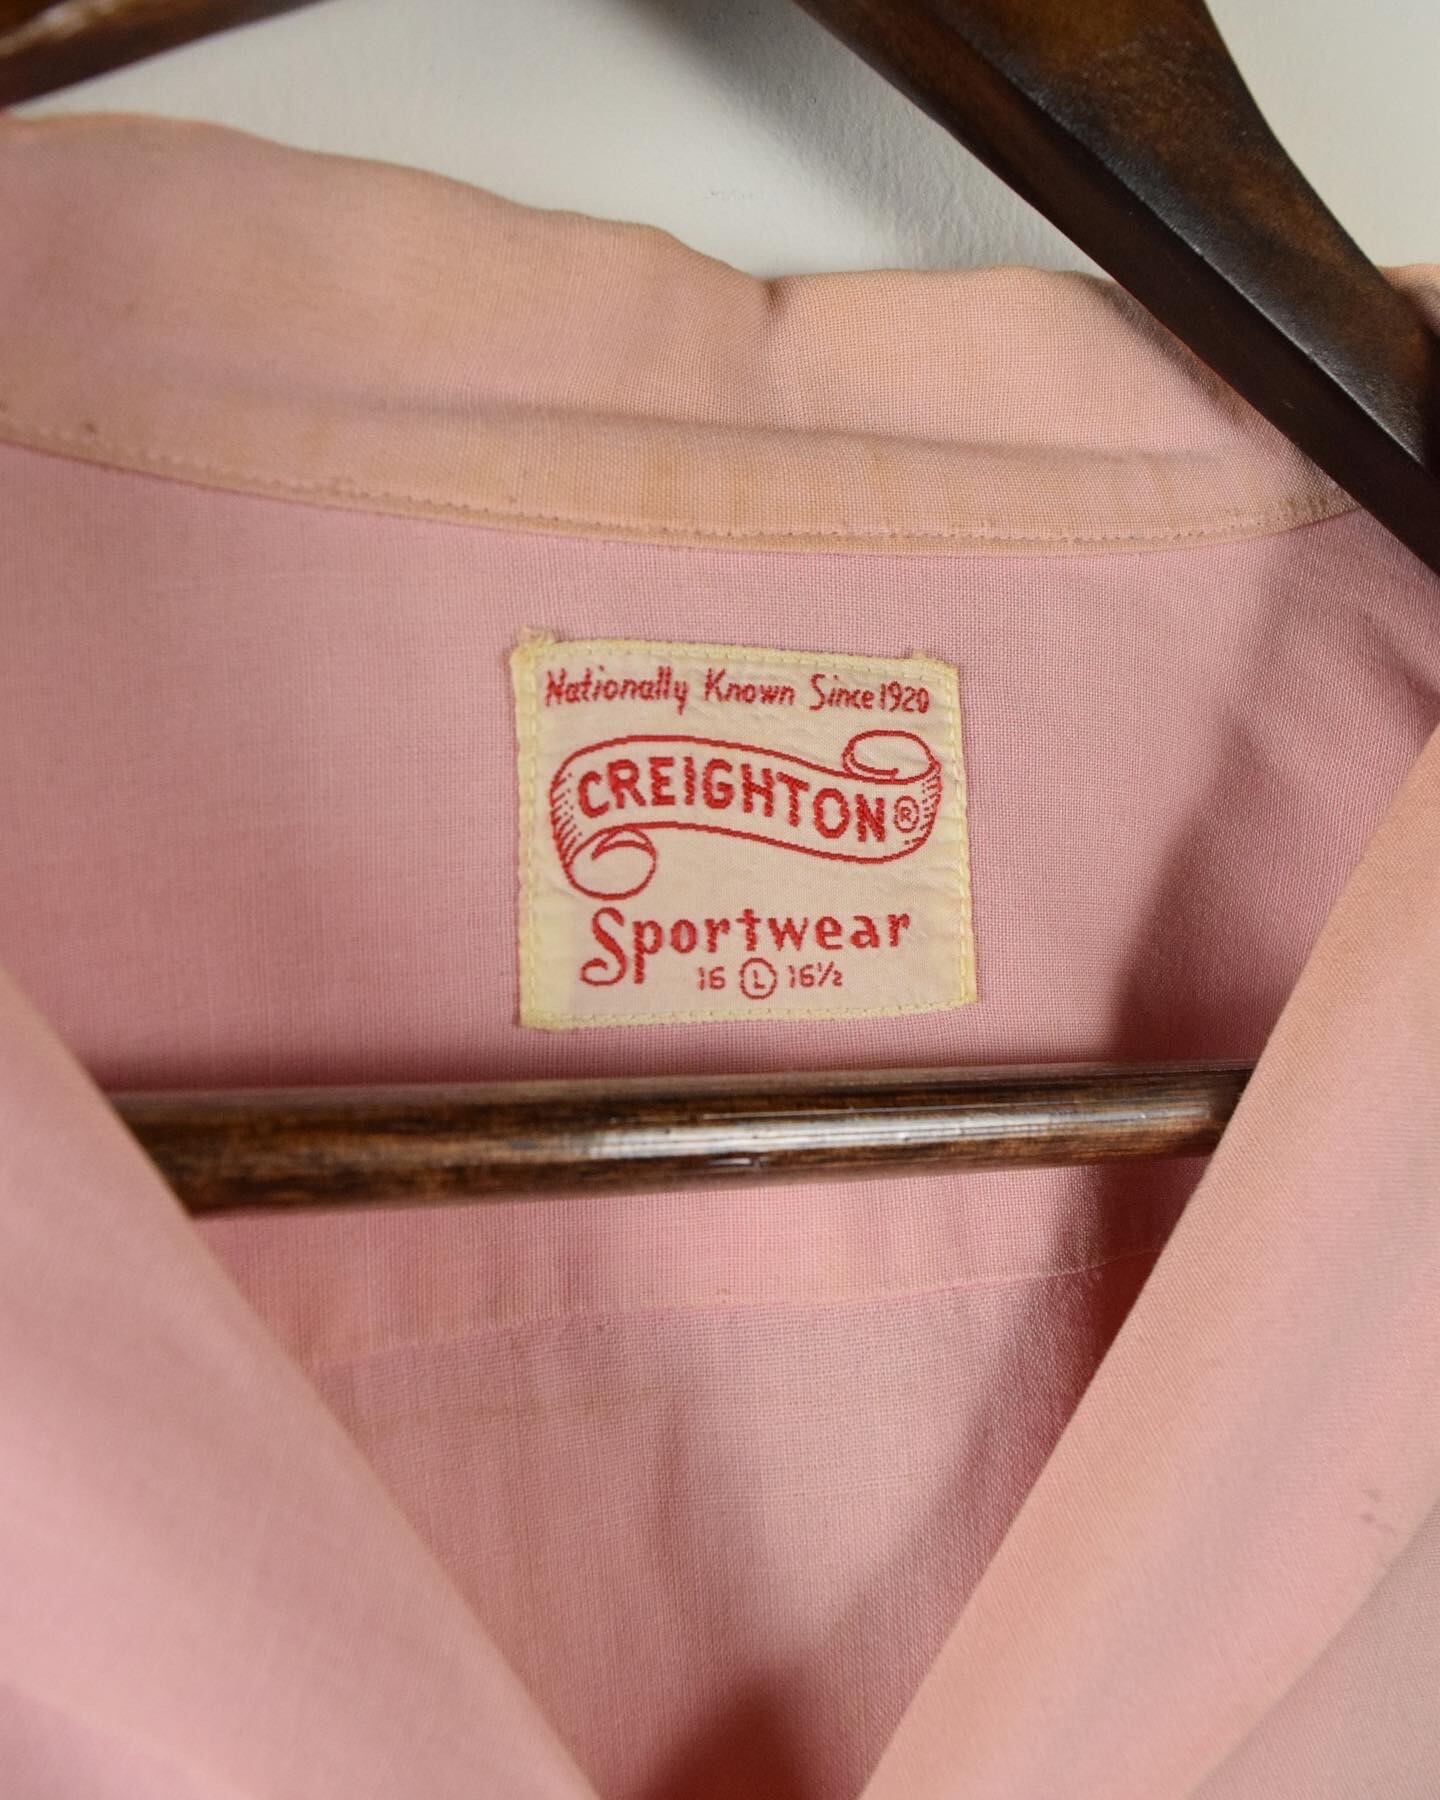 Nationally Known Since 1920
CREIGHTON®
Sportwear
16 Ⓛ 16½